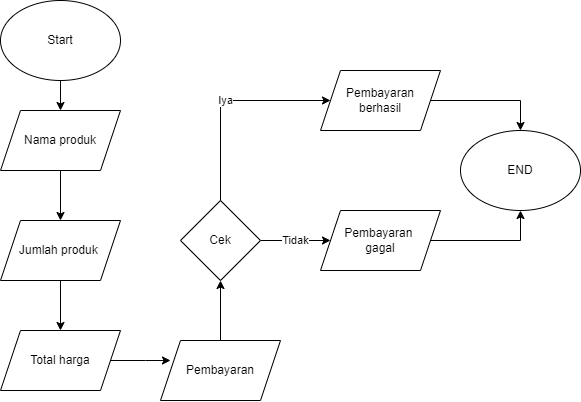 Start
Nama produk
Jumlah produk
Total harga
Pembayaran
Cek
Iya
Pembayaran
berhasil
Tidak
Pembayaran
gagal
END